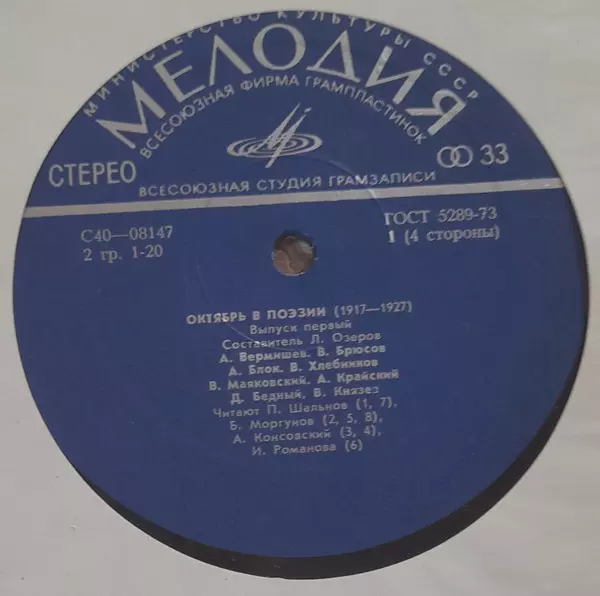 МИНИСТЕРСТВО КУЛЬТУРЫ СССР
МЕЛОДИЯ
ВСЕСОЮЗНАЯ ФИРМА ГРАМПЛАСТИНОК
СТЕРЕО
33
ВСЕСОЮЗНАЯ СТУДИЯ ГРАМЗАПИСИ
С40—08147
ГОСТ 5289-73
2 гр. 1-20
1 (4 стороны)
ОКТЯБРЬ В ПОЭЗИИ (1917—1927)
Выпуск первый
Составитель Л. Озеров
А. Вермишев, В. Брюсов
А. Блок, В. Хлебников
В. Маяковский, А. Крайский
Д. Бедный, В. Князев
Читают П. Шальнов (1, 7),
Б. Моргунов (2, 5, 8),
А. Консовский (3, 4),
И. Романова (6)